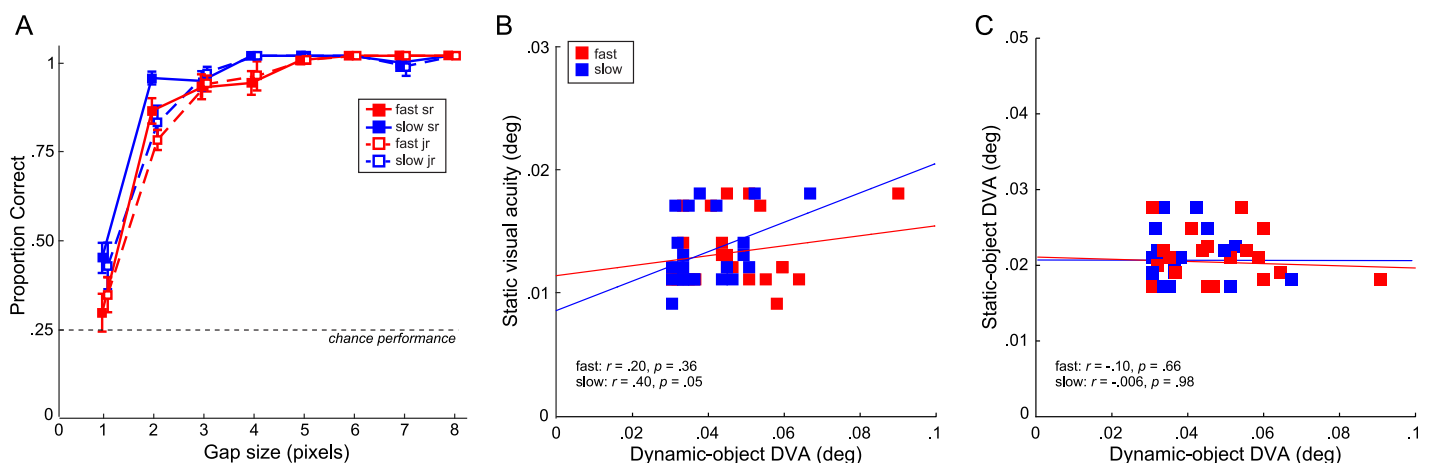 A
Proportion Correct
1
.75
.50
.25
0
fast sr
slow sr
fast jr
slow jr
chance performance
0 1 2 3 4 5 6 7 8
Gap size (pixels)
B
Static visual acuity (deg)
.03
.02
.01
0
fast
slow
fast: r = .20, p = .36
slow: r = .40, p = .05
0 .02 .04 .06 .08 .1
Dynamic-object DVA (deg)
C
Static-object DVA (deg)
.05
.04
.03
.02
.01
0
fast: r = -.10, p = .66
slow: r = -.006, p = .98
0 .02 .04 .06 .08 .1
Dynamic-object DVA (deg)